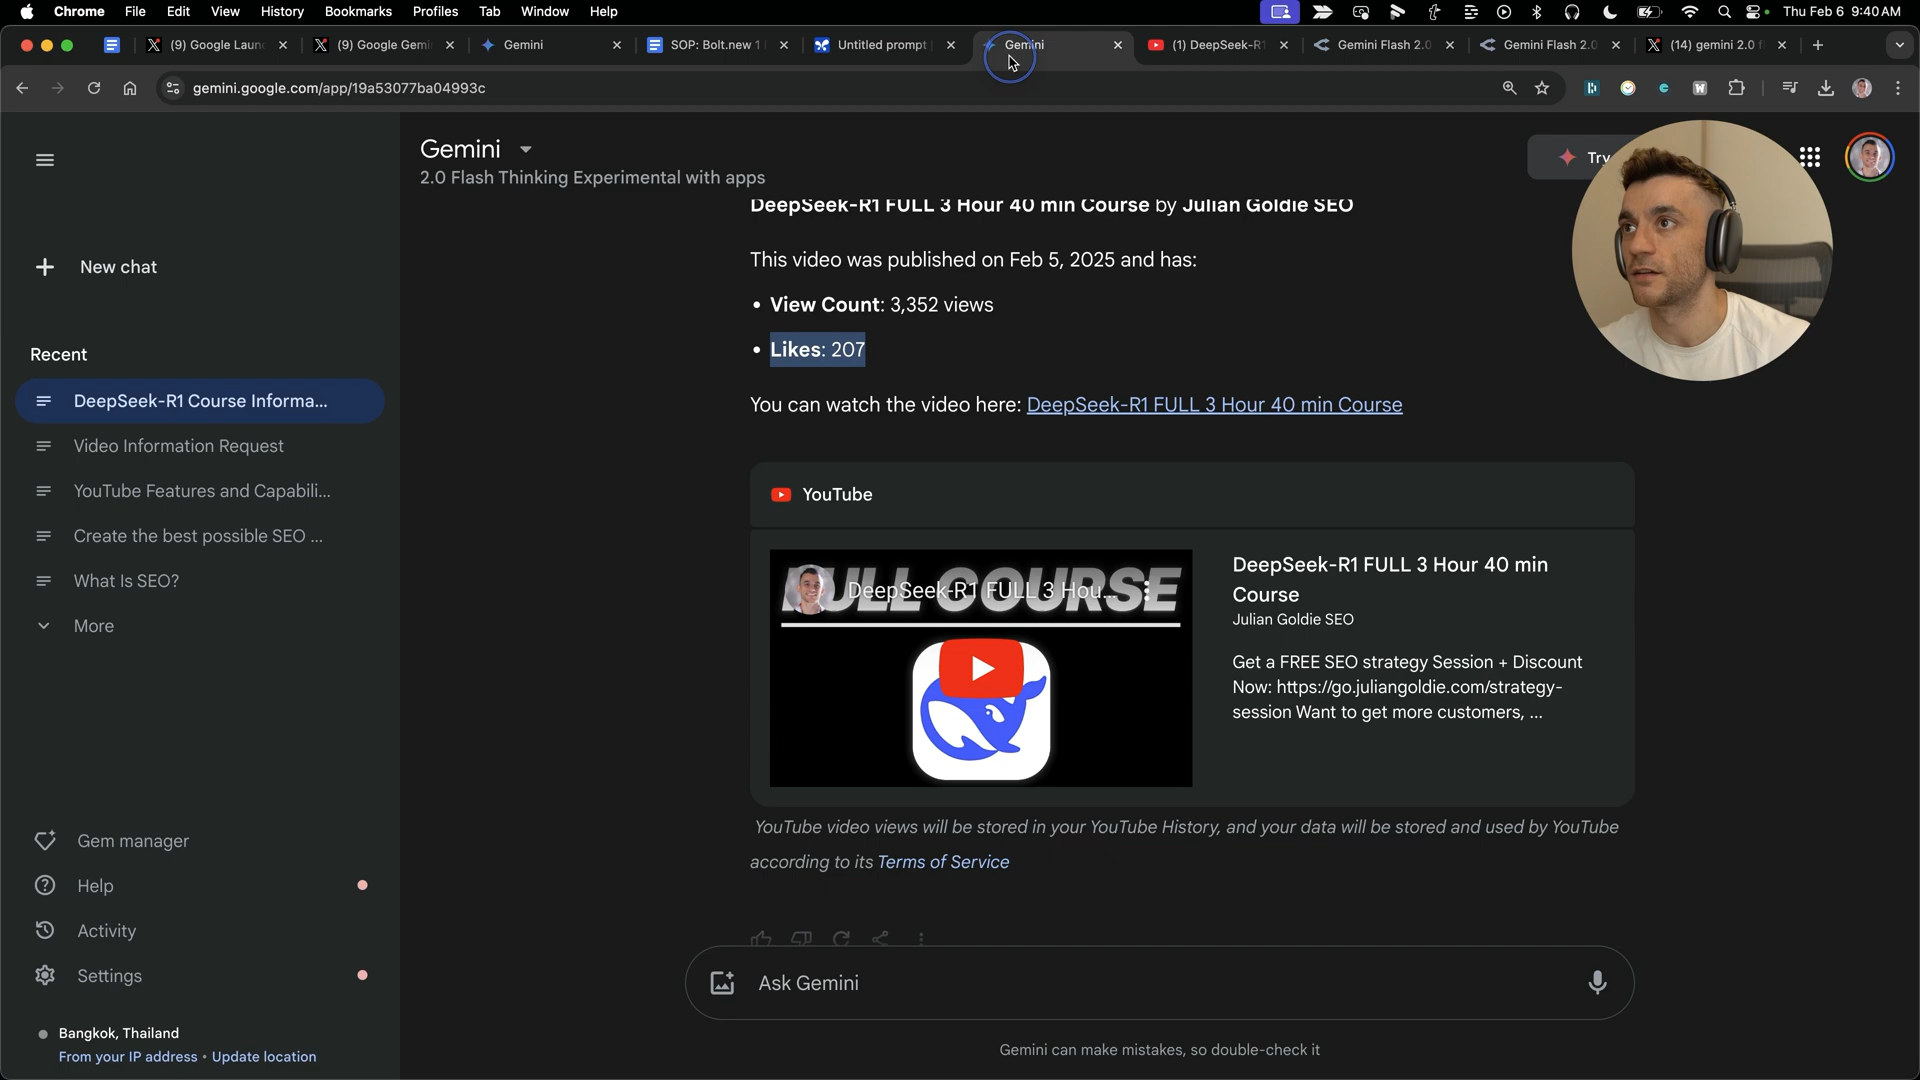 Chrome File Edit View History Bookmarks Profiles Tab Window Help Thu Feb 6 9:40 AM
(9) Google Laun
(9) Google Gemi
Gemini
SOP: Bolt.new 1
Untitled prompt
Gemini
(1) DeepSeek-R1
Gemini Flash 2.0
Gemini Flash 2.0
(14) gemini 2.0 f
gemini.google.com/app/19a53077ba04993c
Gemini
2.0 Flash Thinking Experimental with apps
Try
New chat
Recent
DeepSeek-R1 Course Informa...
Video Information Request
YouTube Features and Capabili...
Create the best possible SEO ...
What Is SEO?
More
Gem manager
Help
Activity
Settings
Bangkok, Thailand
From your IP address • Update location
DeepSeek-R1 FULL 3 Hour 40 min Course by Julian Goldie SEO
This video was published on Feb 5, 2025 and has:
• View Count: 3,352 views
• Likes: 207
You can watch the video here: DeepSeek-R1 FULL 3 Hour 40 min Course
YouTube
FULL COURSE
DeepSeek-R1 FULL 3 Hou...
DeepSeek-R1 FULL 3 Hour 40 min
Course
Julian Goldie SEO
Get a FREE SEO strategy Session + Discount
Now: https://go.juliangoldie.com/strategy-
session Want to get more customers, ...
YouTube video views will be stored in your YouTube History, and your data will be stored and used by YouTube
according to its Terms of Service
Ask Gemini
Gemini can make mistakes, so double-check it